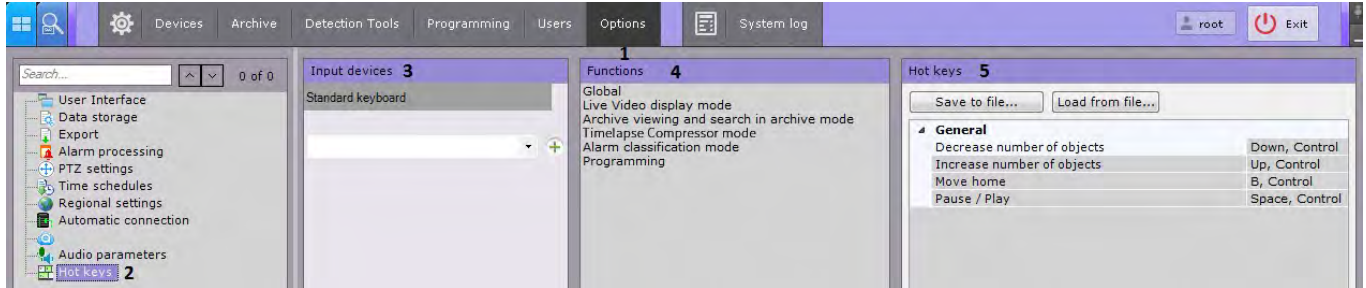 Devices Archive Detection Tools Programming Users Options System log root Exit
1
Search... 0 of 0
User Interface
Data storage
Export
Alarm processing
PTZ settings
Time schedules
Regional settings
Automatic connection
Audio parameters
Hot keys 2
Input devices 3
Standard keyboard
Functions 4
Global
Live Video display mode
Archive viewing and search in archive mode
Timelapse Compressor mode
Alarm classification mode
Programming
Hot keys 5
Save to file... Load from file...
General
Decrease number of objects Down, Control
Increase number of objects Up, Control
Move home B, Control
Pause / Play Space, Control